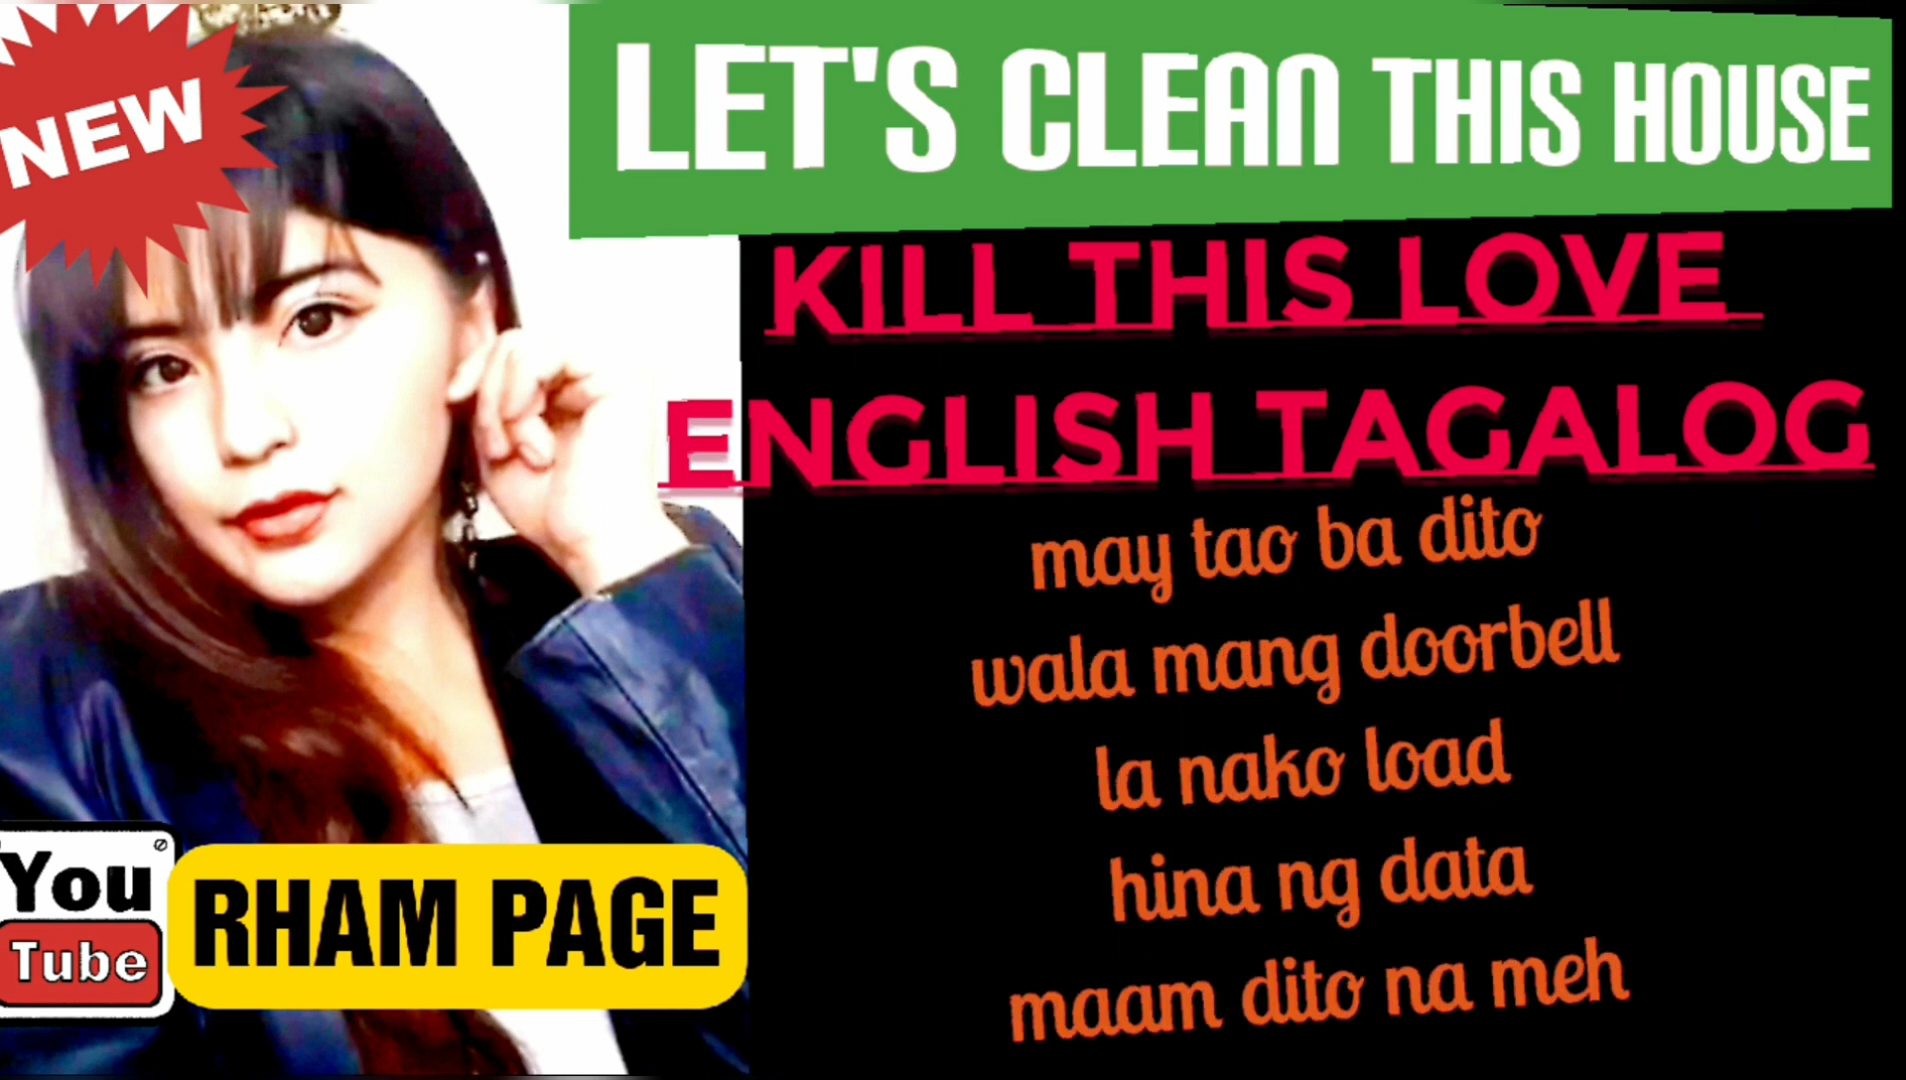 NEW
LET'S CLEAN THIS HOUSE
KILL THIS LOVE
ENGLISH TAGALOG
may tao ba dito
wala mang doorbell
la nako load
hina ng data
maam dito na meh
You
Tube
RHAM PAGE